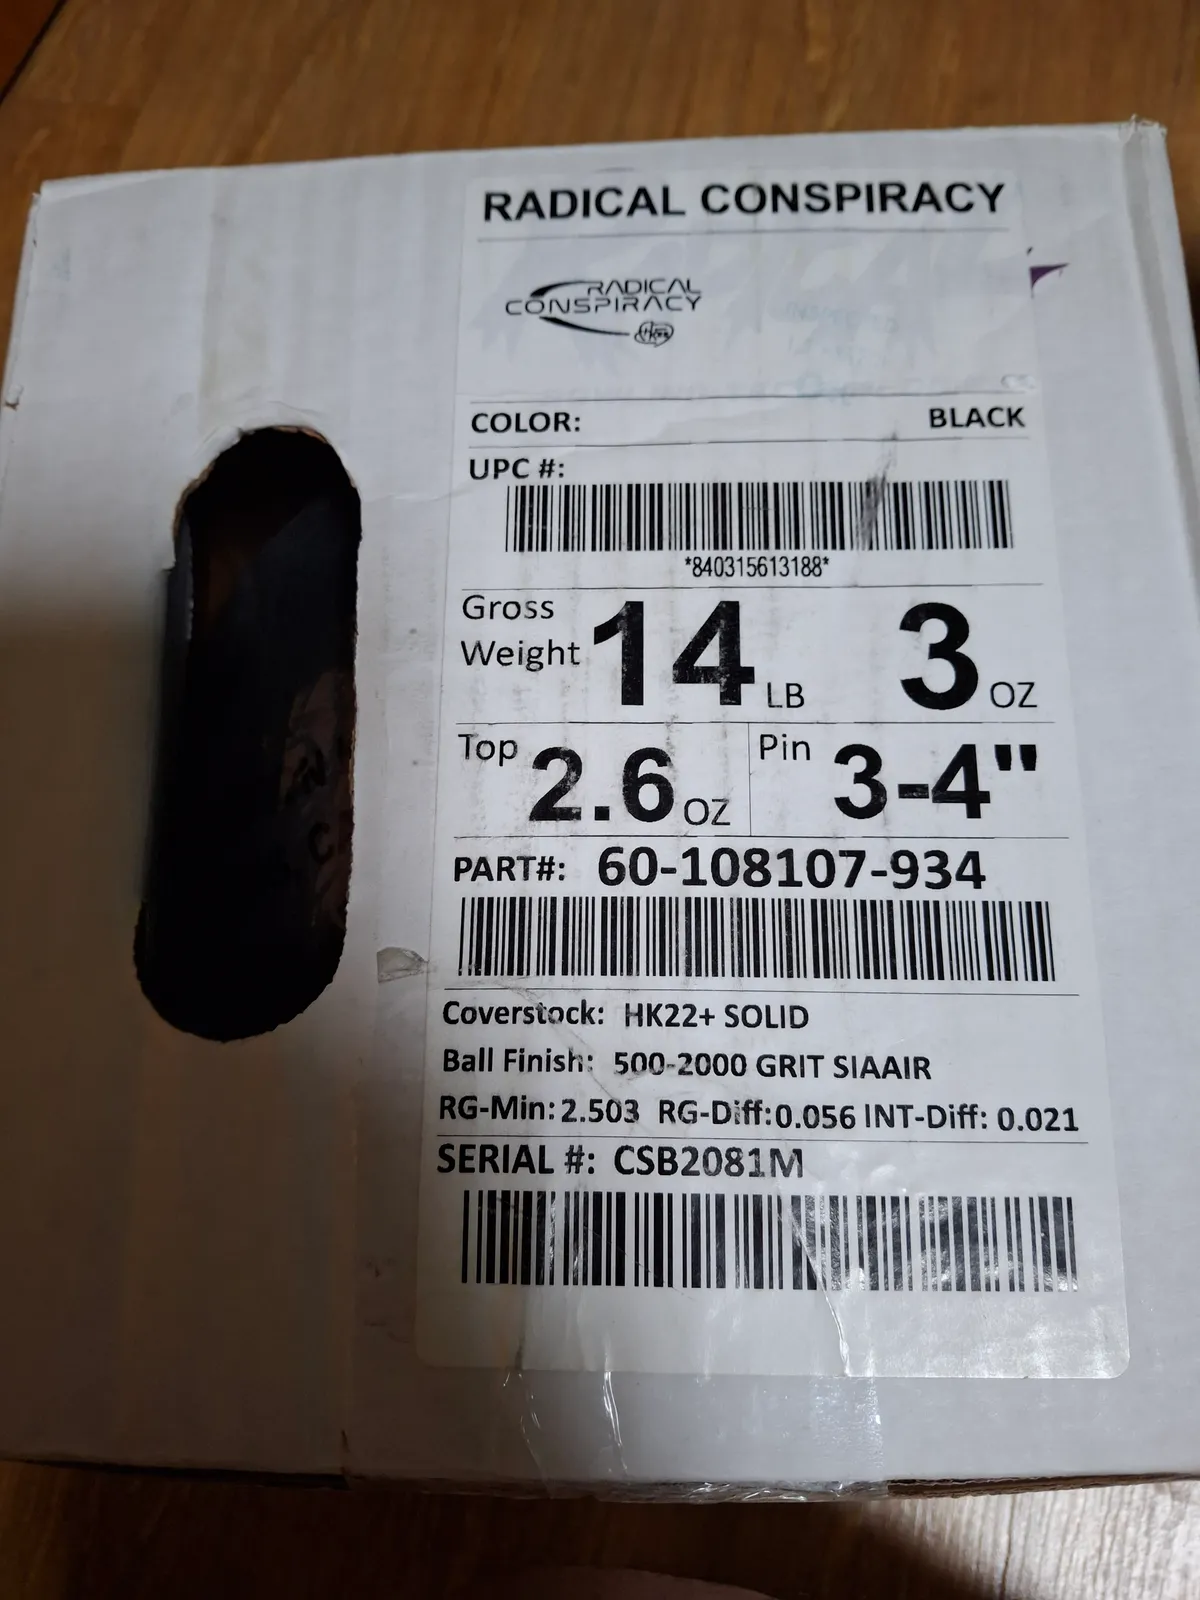 RADICAL CONSPIRACY
RADICAL
CONSPIRACY
COLOR: BLACK
UPC #:
*840315613188*
Gross
Weight 14 LB 3 OZ
Top 2.6 OZ Pin 3-4"
PART#: 60-108107-934
Coverstock: HK22+ SOLID
Ball Finish: 500-2000 GRIT SIAAIR
RG-Min: 2.503 RG-Diff: 0.056 INT-Diff: 0.021
SERIAL #: CSB2081M